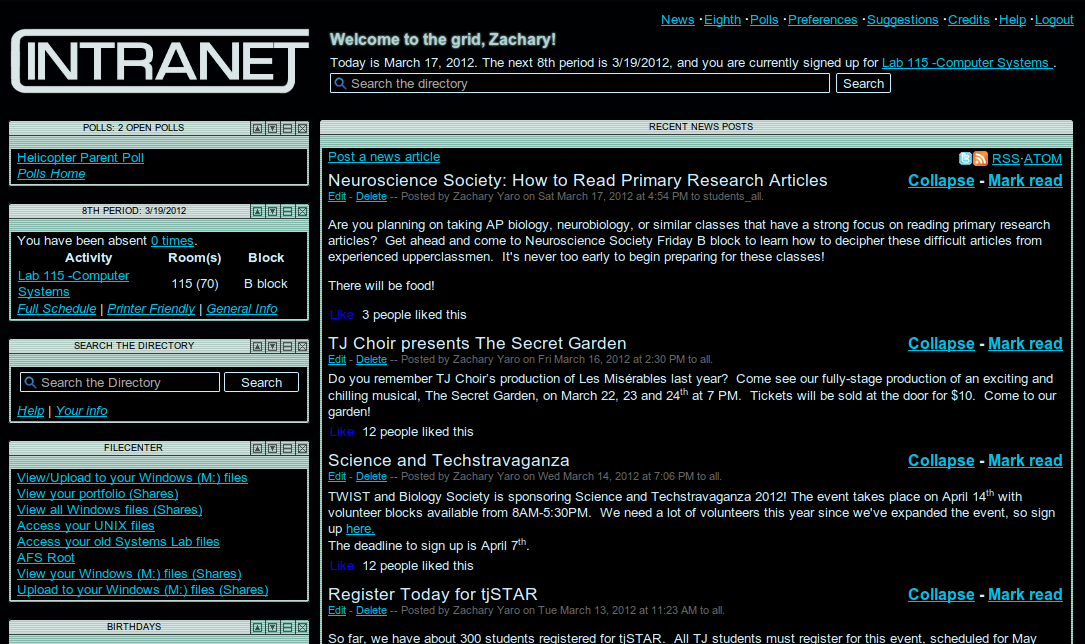 News · Eighth · Polls · Preferences · Suggestions · Credits · Help · Logout
INTRANET
Welcome to the grid, Zachary!
Today is March 17, 2012. The next 8th period is 3/19/2012, and you are currently signed up for Lab 115 -Computer Systems .
Search the directory Search
POLLS: 2 OPEN POLLS
Helicopter Parent Poll
Polls Home
8TH PERIOD: 3/19/2012
You have been absent 0 times.
Activity Room(s) Block
Lab 115 -Computer
Systems 115 (70) B block
Full Schedule | Printer Friendly | General Info
SEARCH THE DIRECTORY
Search the Directory Search
Help | Your info
FILECENTER
View/Upload to your Windows (M:) files
View your portfolio (Shares)
View all Windows files (Shares)
Access your UNIX files
Access your old Systems Lab files
AFS Root
View your Windows (M:) files (Shares)
Upload to your Windows (M:) files (Shares)
BIRTHDAYS
RECENT NEWS POSTS
Post a news article RSS·ATOM
Neuroscience Society: How to Read Primary Research Articles Collapse - Mark read
Edit - Delete -- Posted by Zachary Yaro on Sat March 17, 2012 at 4:54 PM to students_all.
Are you planning on taking AP biology, neurobiology, or similar classes that have a strong focus on reading primary research
articles? Get ahead and come to Neuroscience Society Friday B block to learn how to decipher these difficult articles from
experienced upperclassmen. It's never too early to begin preparing for these classes!
There will be food!
Like 3 people liked this
TJ Choir presents The Secret Garden Collapse - Mark read
Edit - Delete -- Posted by Zachary Yaro on Fri March 16, 2012 at 2:30 PM to all.
Do you remember TJ Choir's production of Les Misérables last year? Come see our fully-stage production of an exciting and
chilling musical, The Secret Garden, on March 22, 23 and 24th at 7 PM. Tickets will be sold at the door for $10. Come to our
garden!
Like 12 people liked this
Science and Techstravaganza Collapse - Mark read
Edit - Delete -- Posted by Zachary Yaro on Wed March 14, 2012 at 7:06 PM to all.
TWIST and Biology Society is sponsoring Science and Techstravaganza 2012! The event takes place on April 14th with
volunteer blocks available from 8AM-5:30PM. We need a lot of volunteers this year since we've expanded the event, so sign
up here.
The deadline to sign up is April 7th.
Like 12 people liked this
Register Today for tjSTAR Collapse - Mark read
Edit - Delete -- Posted by Zachary Yaro on Tue March 13, 2012 at 11:23 AM to all.
So far, we have about 300 students registered for tjSTAR. All TJ students must register for this event, scheduled for May